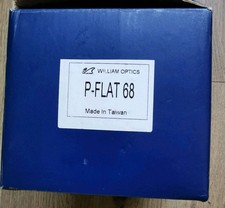 WILLIAM OPTICS
P-FLAT 68
Made in Taiwan